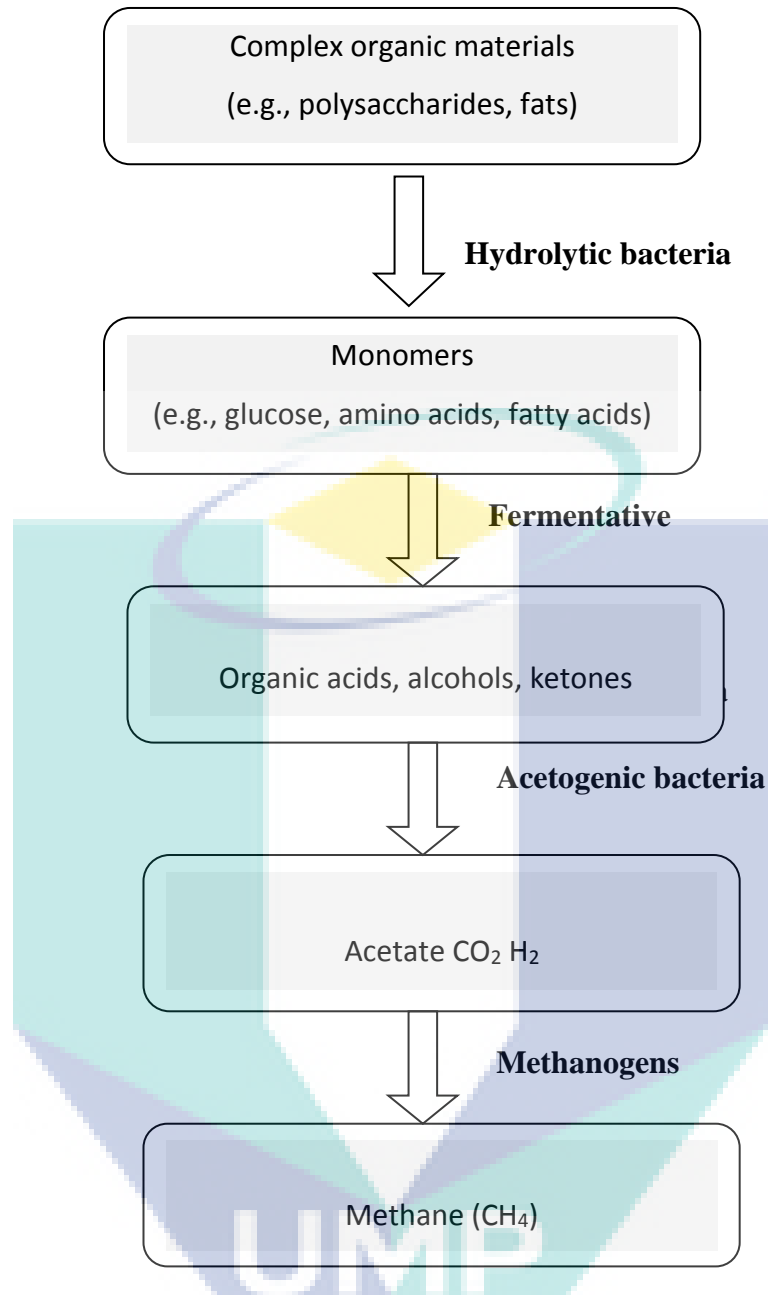 Complex organic materials
(e.g., polysaccharides, fats)
Hydrolytic bacteria
Monomers
(e.g., glucose, amino acids, fatty acids)
Fermentative
Organic acids, alcohols, ketones
Acetogenic bacteria
Acetate CO₂ H₂
Methanogens
Methane (CH₄)
UMP